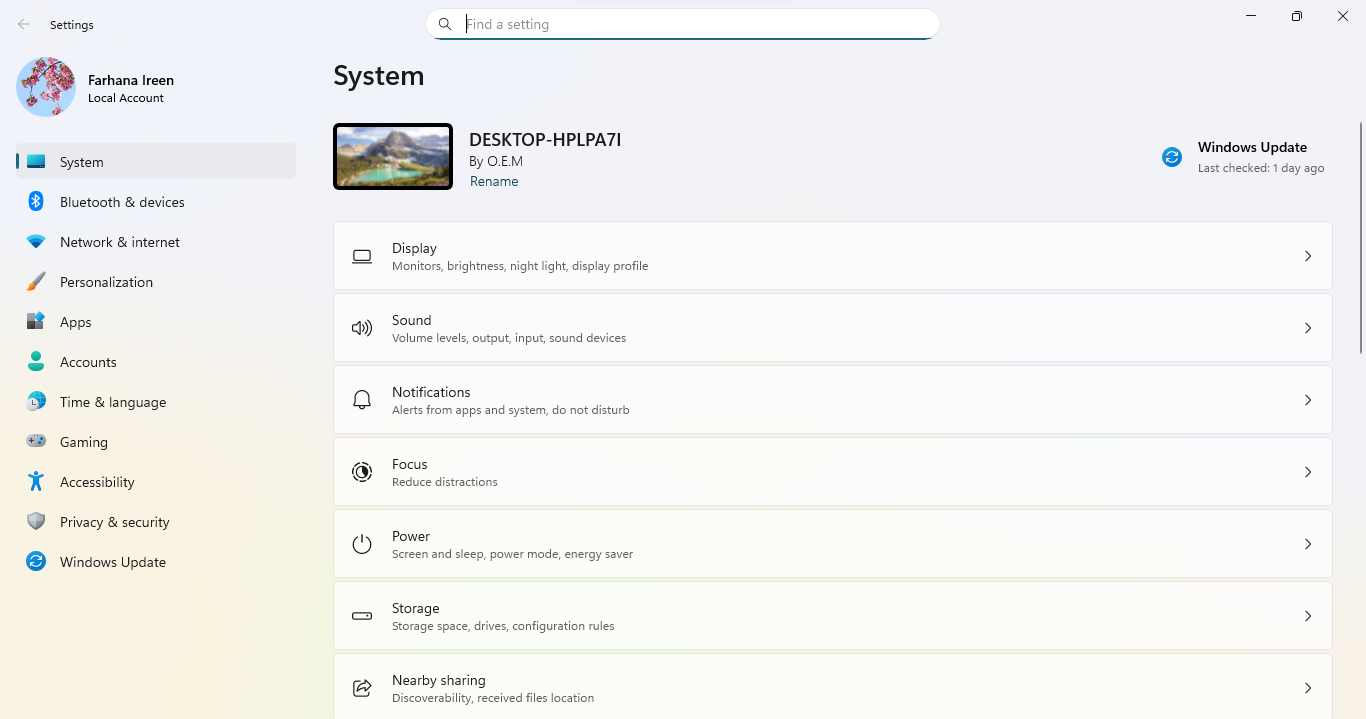 Settings
Find a setting
Farhana Ireen
Local Account
System
Bluetooth & devices
Network & internet
Personalization
Apps
Accounts
Time & language
Gaming
Accessibility
Privacy & security
Windows Update
System
DESKTOP-HPLPA7I
By O.E.M
Rename
Windows Update
Last checked: 1 day ago
Display
Monitors, brightness, night light, display profile
Sound
Volume levels, output, input, sound devices
Notifications
Alerts from apps and system, do not disturb
Focus
Reduce distractions
Power
Screen and sleep, power mode, energy saver
Storage
Storage space, drives, configuration rules
Nearby sharing
Discoverability, received files location